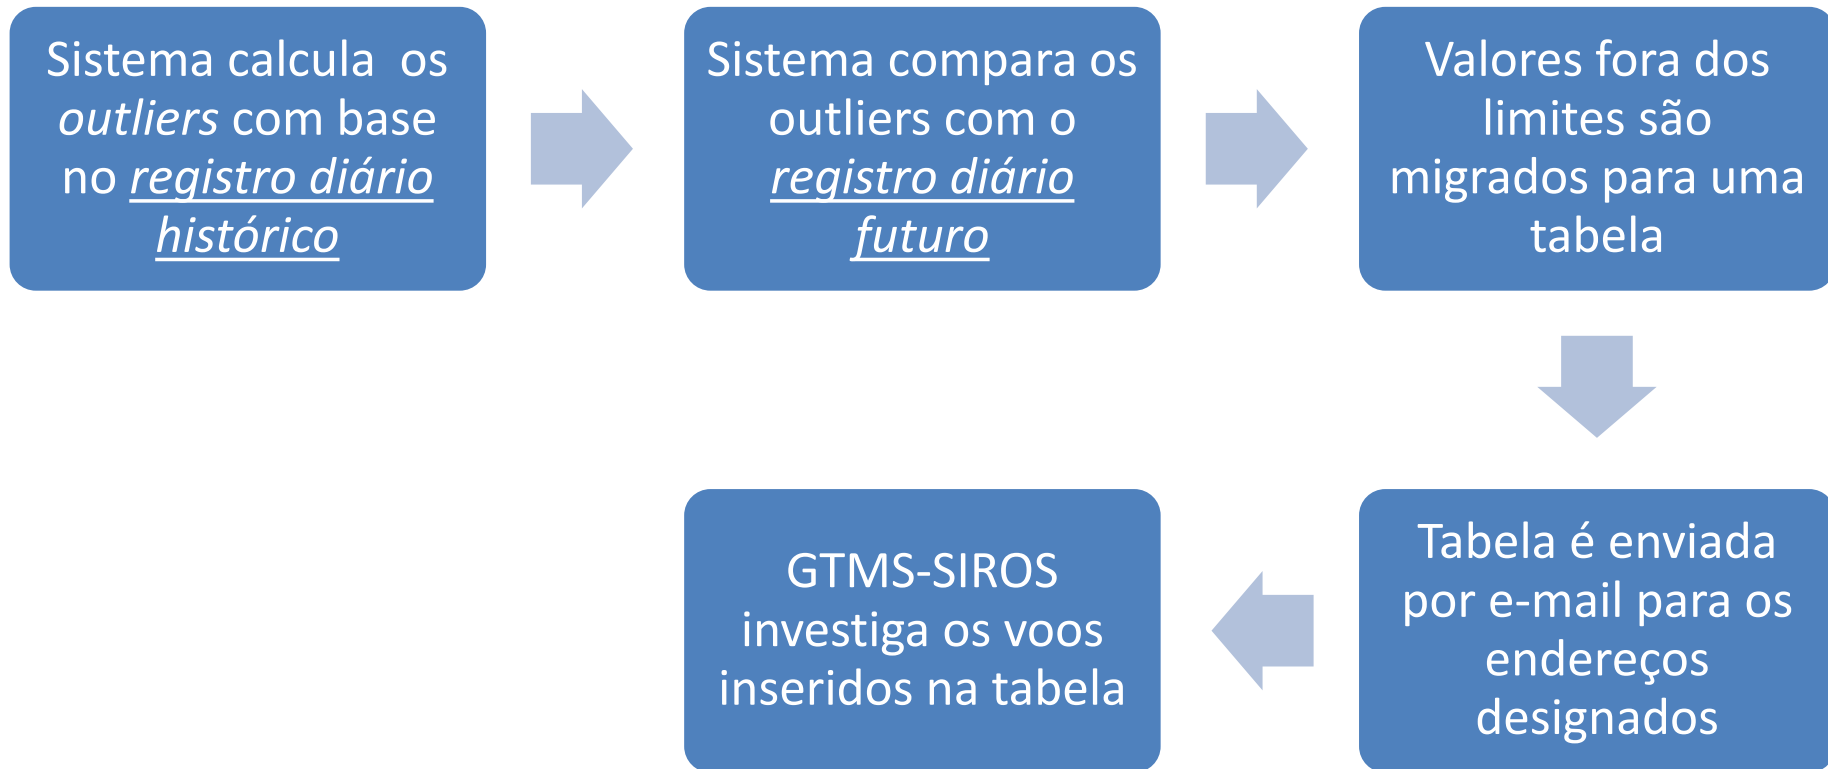 Sistema calcula os
outliers com base
no registro diário
histórico
Sistema compara os
outliers com o
registro diário
futuro
Valores fora dos
limites são
migrados para uma
tabela
Tabela é enviada
por e-mail para os
endereços
designados
GTMS-SIROS
investiga os voos
inseridos na tabela